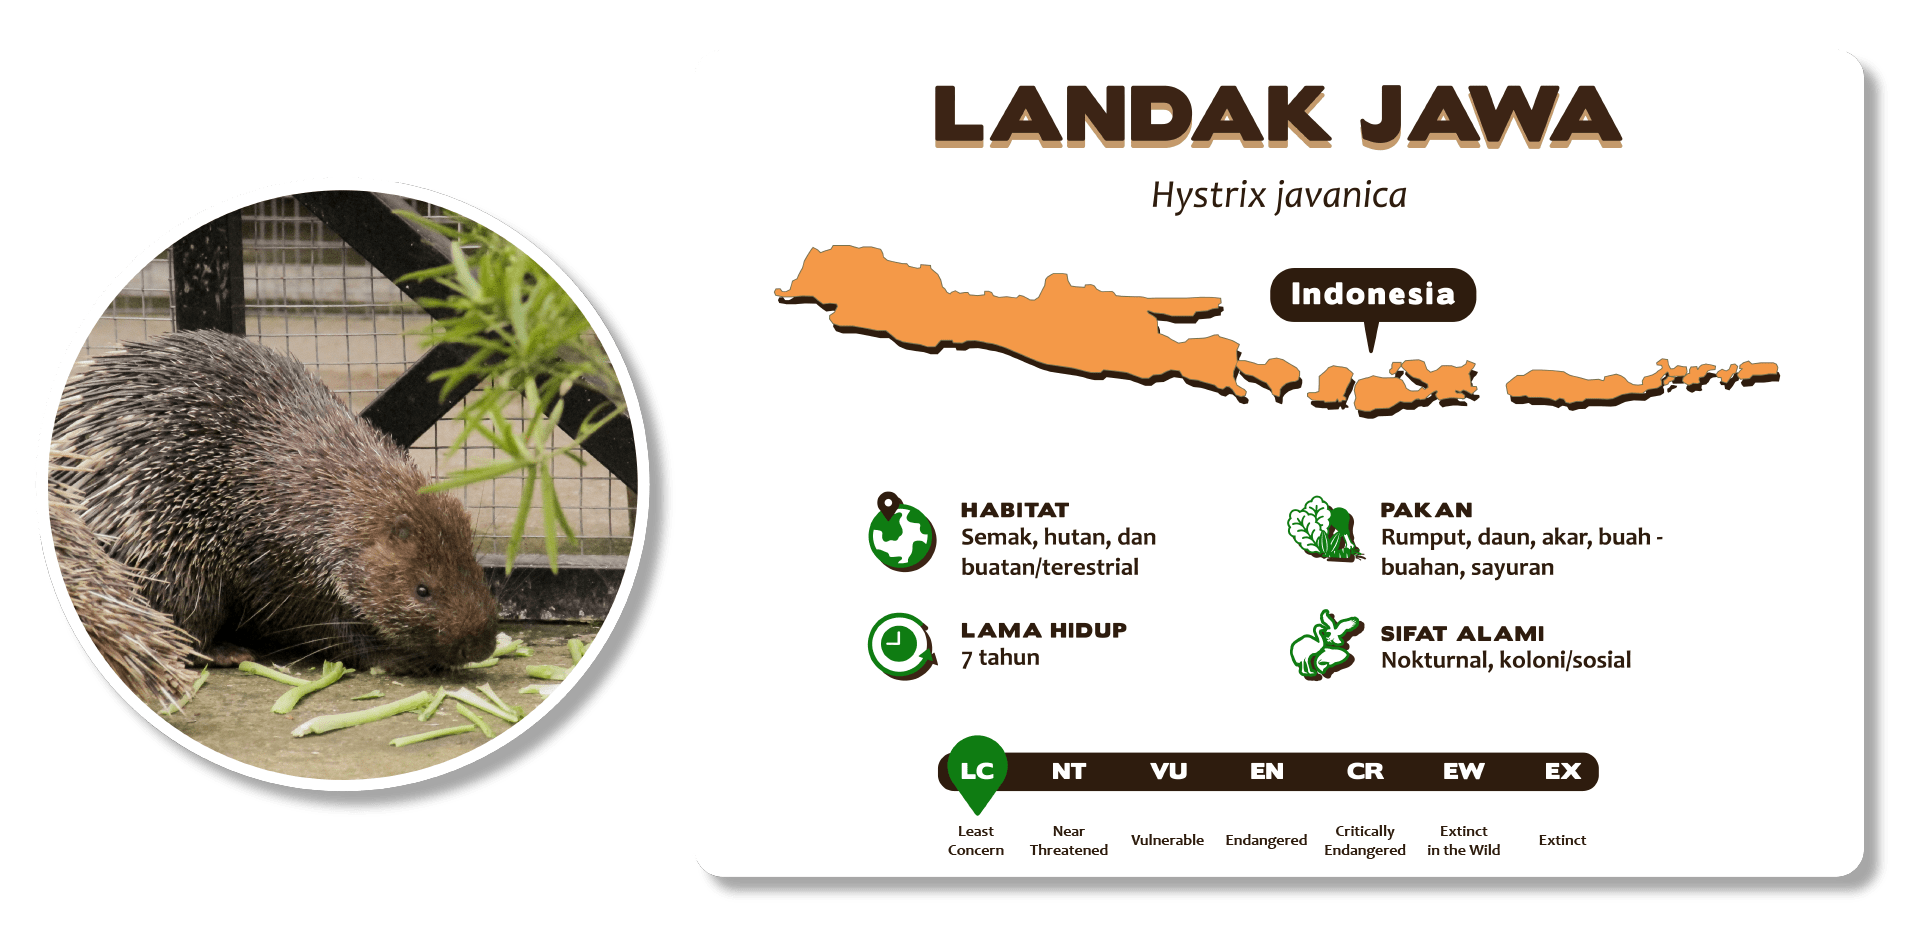 LANDAK JAWA
Hystrix javanica
Indonesia
HABITAT
Semak, hutan, dan
buatan/terestrial
PAKAN
Rumput, daun, akar, buah -
buahan, sayuran
LAMA HIDUP
7 tahun
SIFAT ALAMI
Nokturnal, koloni/sosial
LC NT VU EN CR EW EX
Least
Concern
Near
Threatened
Vulnerable
Endangered
Critically
Endangered
Extinct
in the Wild
Extinct